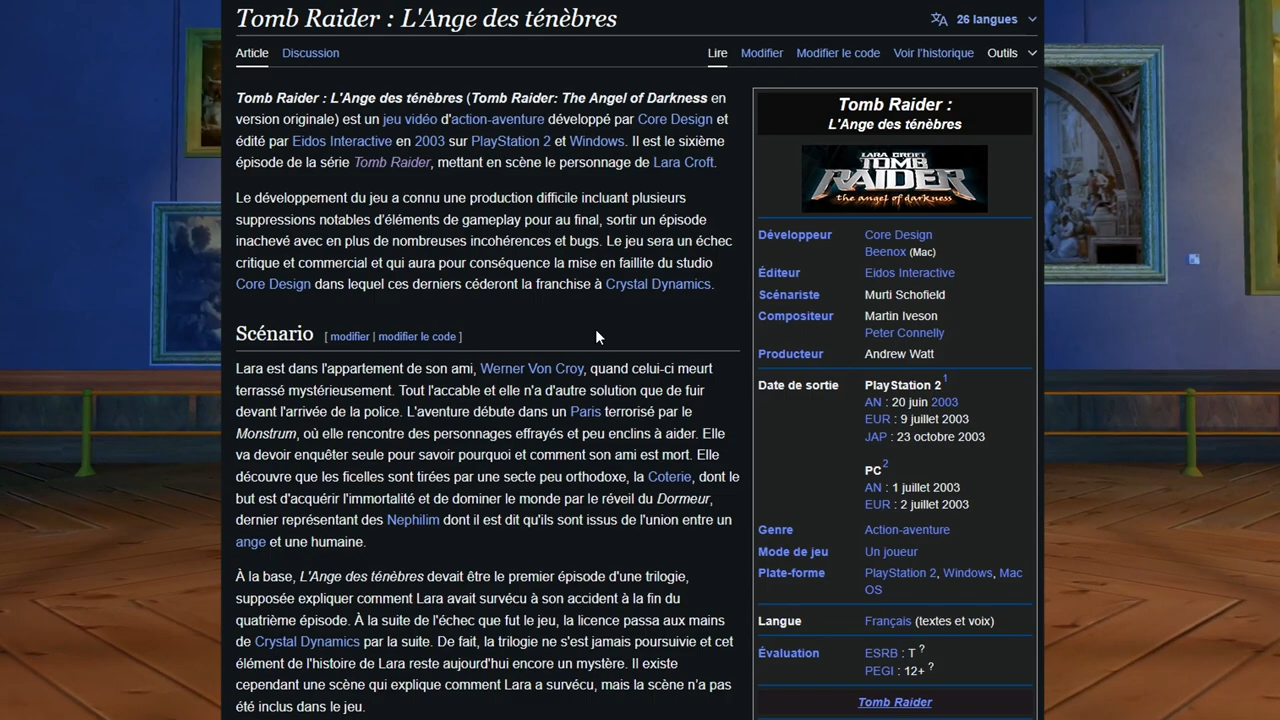 Tomb Raider : L'Ange des ténèbres
26 langues
Article Discussion
Lire Modifier Modifier le code Voir l'historique Outils
Tomb Raider : L'Ange des ténèbres (Tomb Raider: The Angel of Darkness en
version originale) est un jeu vidéo d'action-aventure développé par Core Design et
édité par Eidos Interactive en 2003 sur PlayStation 2 et Windows. Il est le sixième
épisode de la série Tomb Raider, mettant en scène le personnage de Lara Croft.
Le développement du jeu a connu une production difficile incluant plusieurs
suppressions notables d'éléments de gameplay pour au final, sortir un épisode
inachevé avec en plus de nombreuses incohérences et bugs. Le jeu sera un échec
critique et commercial et qui aura pour conséquence la mise en faillite du studio
Core Design dans lequel ces derniers céderont la franchise à Crystal Dynamics.
Scénario [ modifier | modifier le code ]
Lara est dans l'appartement de son ami, Werner Von Croy, quand celui-ci meurt
terrassé mystérieusement. Tout l'accable et elle n'a d'autre solution que de fuir
devant l'arrivée de la police. L'aventure débute dans un Paris terrorisé par le
Monstrum, où elle rencontre des personnages effrayés et peu enclins à aider. Elle
va devoir enquêter seule pour savoir pourquoi et comment son ami est mort. Elle
découvre que les ficelles sont tirées par une secte peu orthodoxe, la Coterie, dont le
but est d'acquérir l'immortalité et de dominer le monde par le réveil du Dormeur,
dernier représentant des Nephilim dont il est dit qu'ils sont issus de l'union entre un
ange et une humaine.
À la base, L'Ange des ténèbres devait être le premier épisode d'une trilogie,
supposée expliquer comment Lara avait survécu à son accident à la fin du
quatrième épisode. À la suite de l'échec que fut le jeu, la licence passa aux mains
de Crystal Dynamics par la suite. De fait, la trilogie ne s'est jamais poursuivie et cet
élément de l'histoire de Lara reste aujourd'hui encore un mystère. Il existe
cependant une scène qui explique comment Lara a survécu, mais la scène n'a pas
été inclus dans le jeu.
Tomb Raider :
L'Ange des ténèbres
LARA CROFT
TOMB
RAIDER
the angel of darkness
Développeur Core Design
Beenox (Mac)
Éditeur Eidos Interactive
Scénariste Murti Schofield
Compositeur Martin Iveson
Peter Connelly
Producteur Andrew Watt
Date de sortie PlayStation 2 1
AN : 20 juin 2003
EUR : 9 juillet 2003
JAP : 23 octobre 2003
PC 2
AN : 1 juillet 2003
EUR : 2 juillet 2003
Genre Action-aventure
Mode de jeu Un joueur
Plate-forme PlayStation 2, Windows, Mac
OS
Langue Français (textes et voix)
Évaluation ESRB : T ?
PEGI : 12+ ?
Tomb Raider